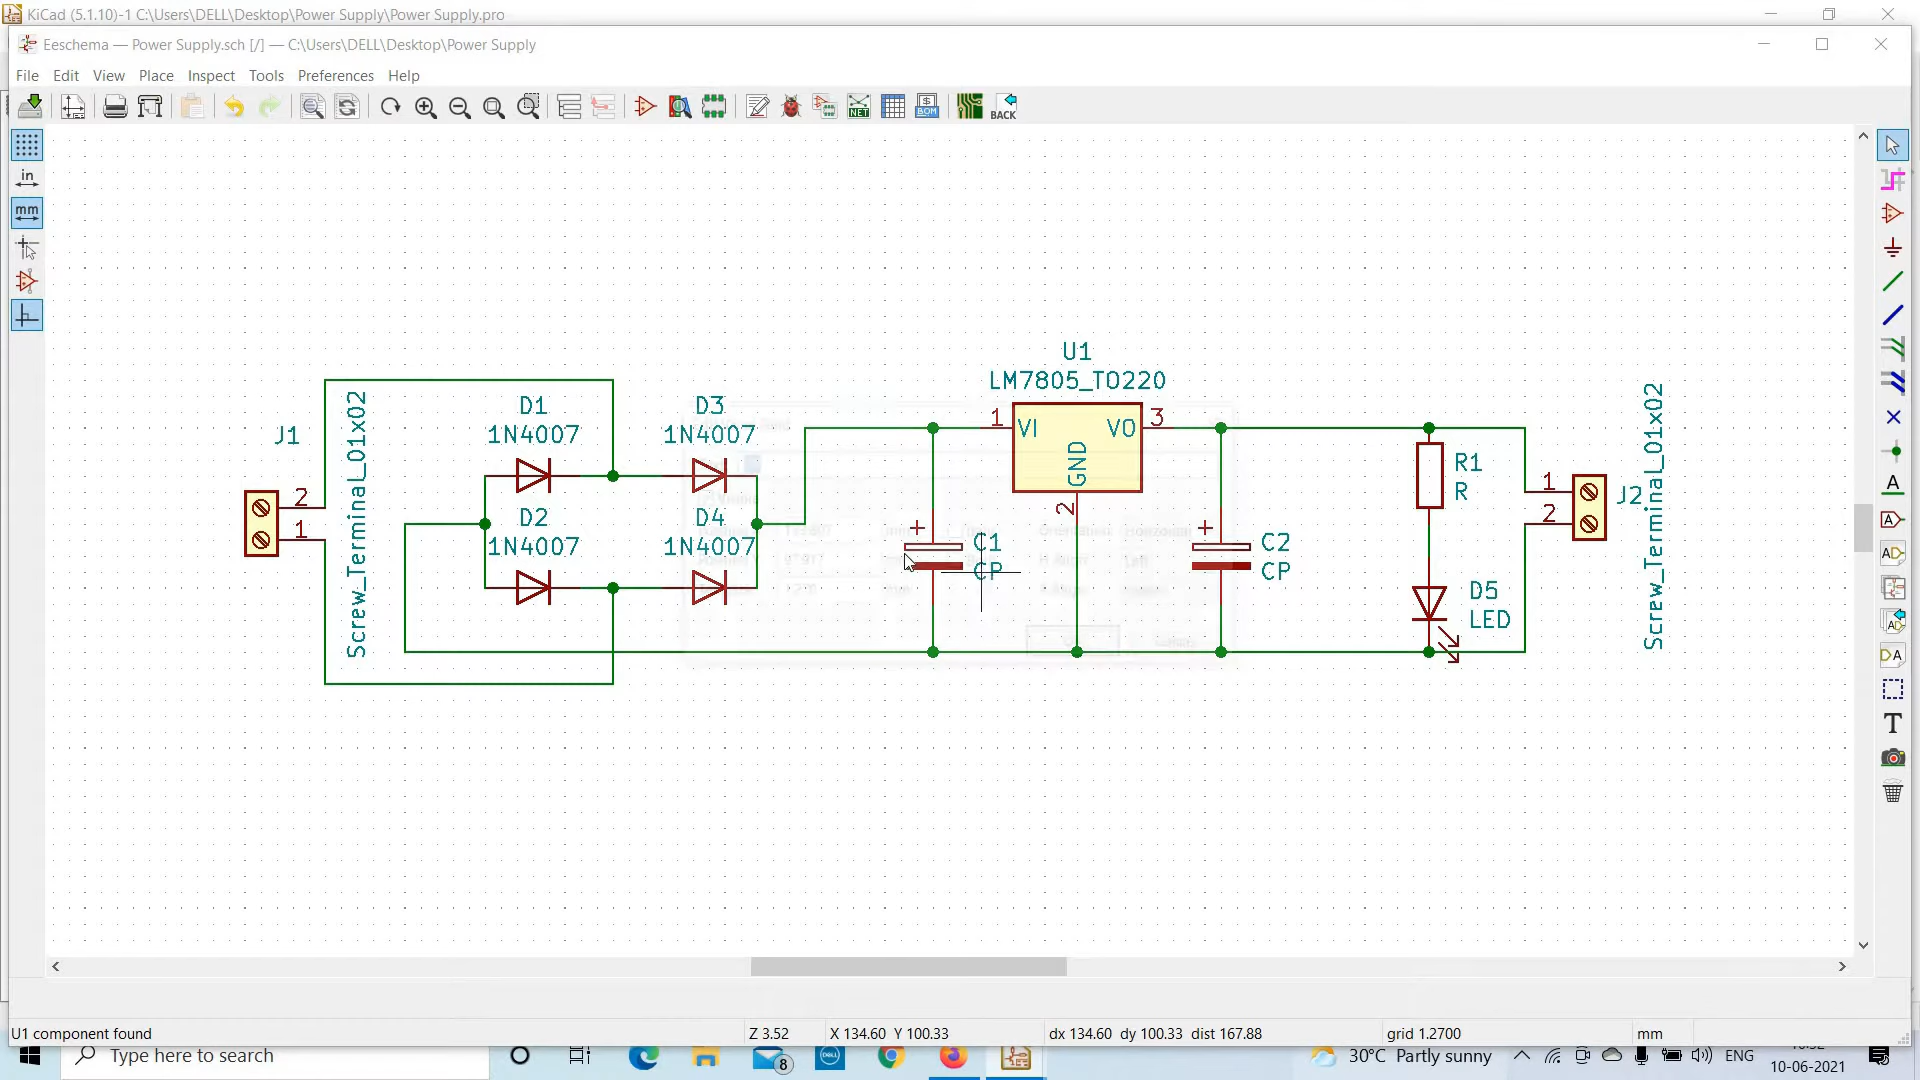 KiCad (5.1.10)-1 C:\Users\DELL\Desktop\Power Supply\Power Supply.pro
Eeschema — Power Supply.sch [/] — C:\Users\DELL\Desktop\Power Supply
File Edit View Place Inspect Tools Preferences Help
NET
BOM
BACK
in
mm
U1
LM7805_TO220
1 VI VO 3
GND
2
J1
2
1
Screw_Terminal_01x02
D1
1N4007
D3
1N4007
D2
1N4007
D4
1N4007
+
C1
CP
+
C2
CP
R1
R
D5
LED
1
2
J2
Screw_Terminal_01x02
A
A
AD
A
DA
T
U1 component found
Z 3.52
X 134.60 Y 100.33
dx 134.60 dy 100.33 dist 167.88
grid 1.2700
mm
Type here to search
8
DELL
30°C Partly sunny
ENG
10-06-2021